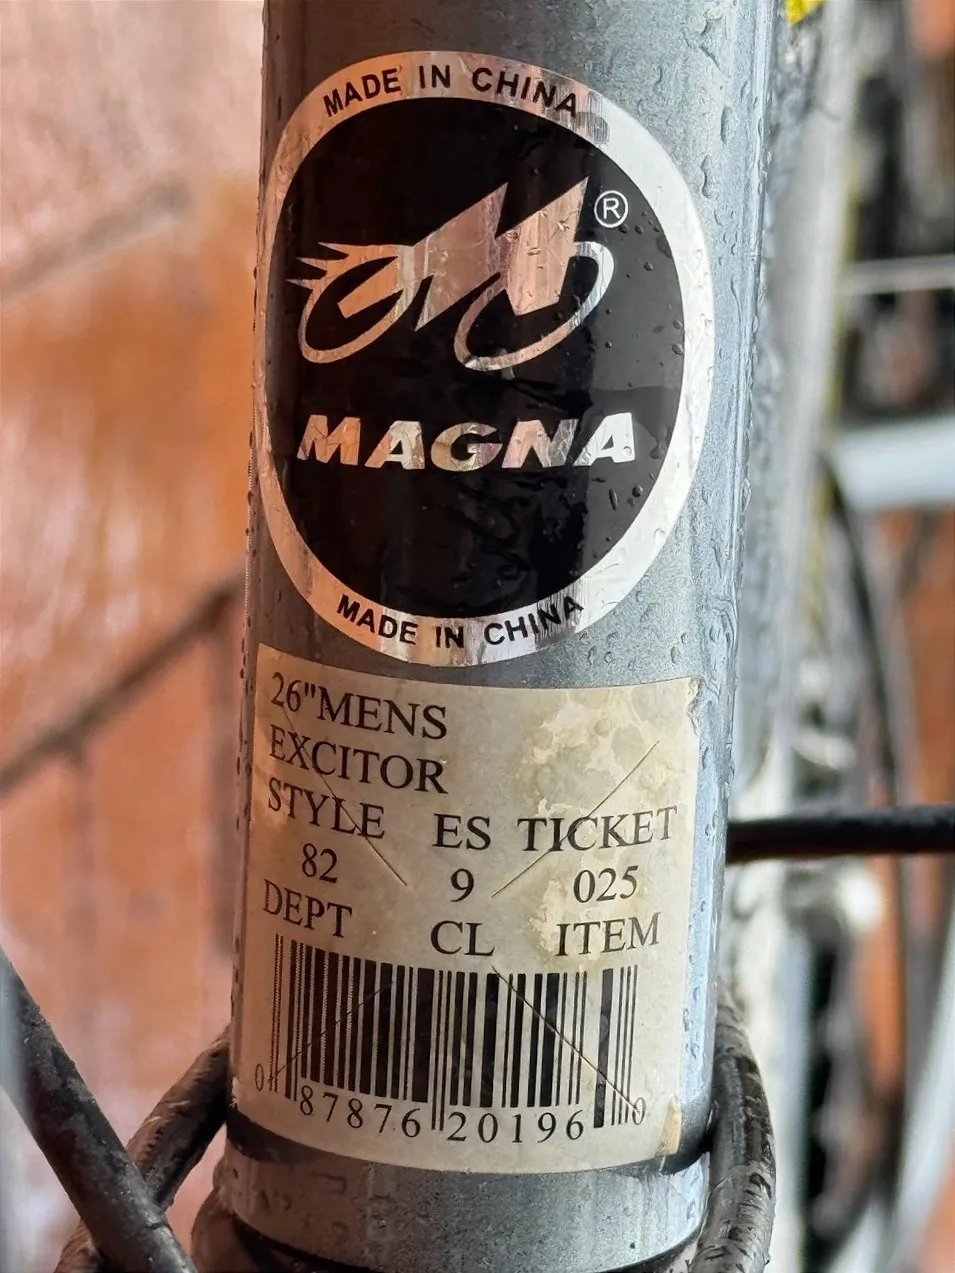 MADE IN CHINA
®
MAGNA
MADE IN CHINA
26"MENS
EXCITOR
STYLE ES TICKET
82 9 025
DEPT CL ITEM
0 87876 20196 0